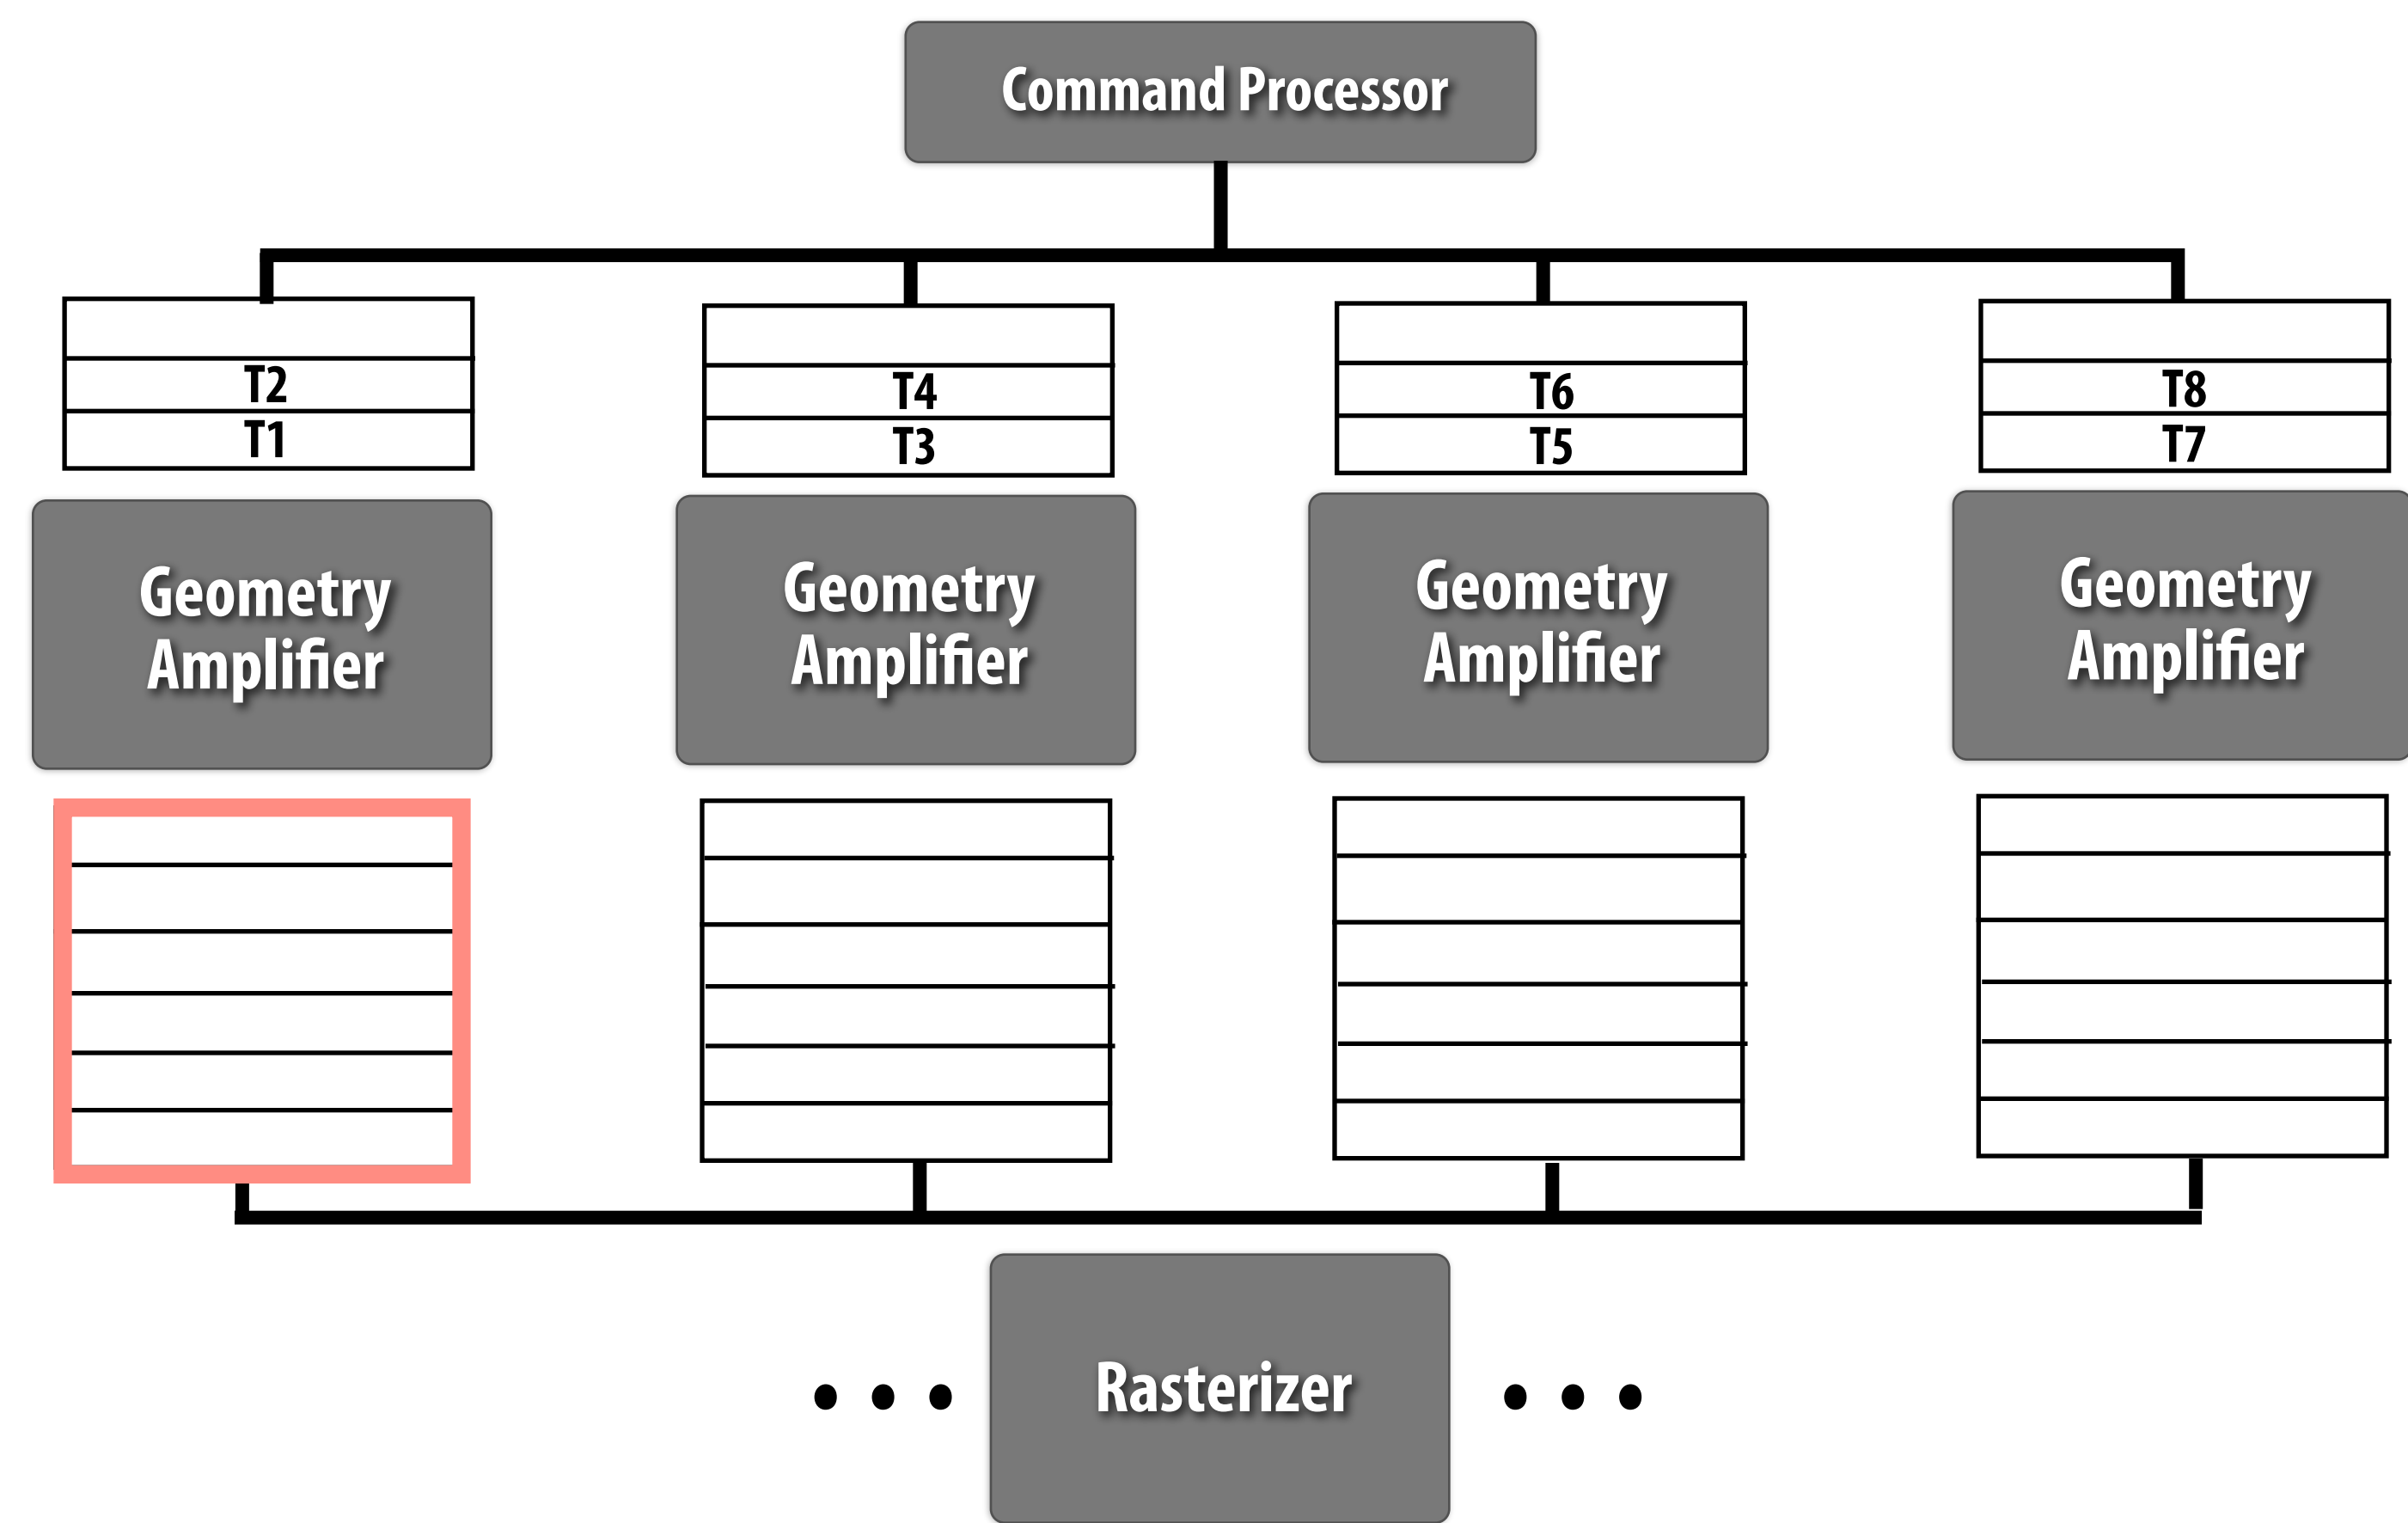 Command Processor
T2
T1
T4
T3
T6
T5
T8
T7
Geometry
Amplifier
Geometry
Amplifier
Geometry
Amplifier
Geometry
Amplifier
Rasterizer